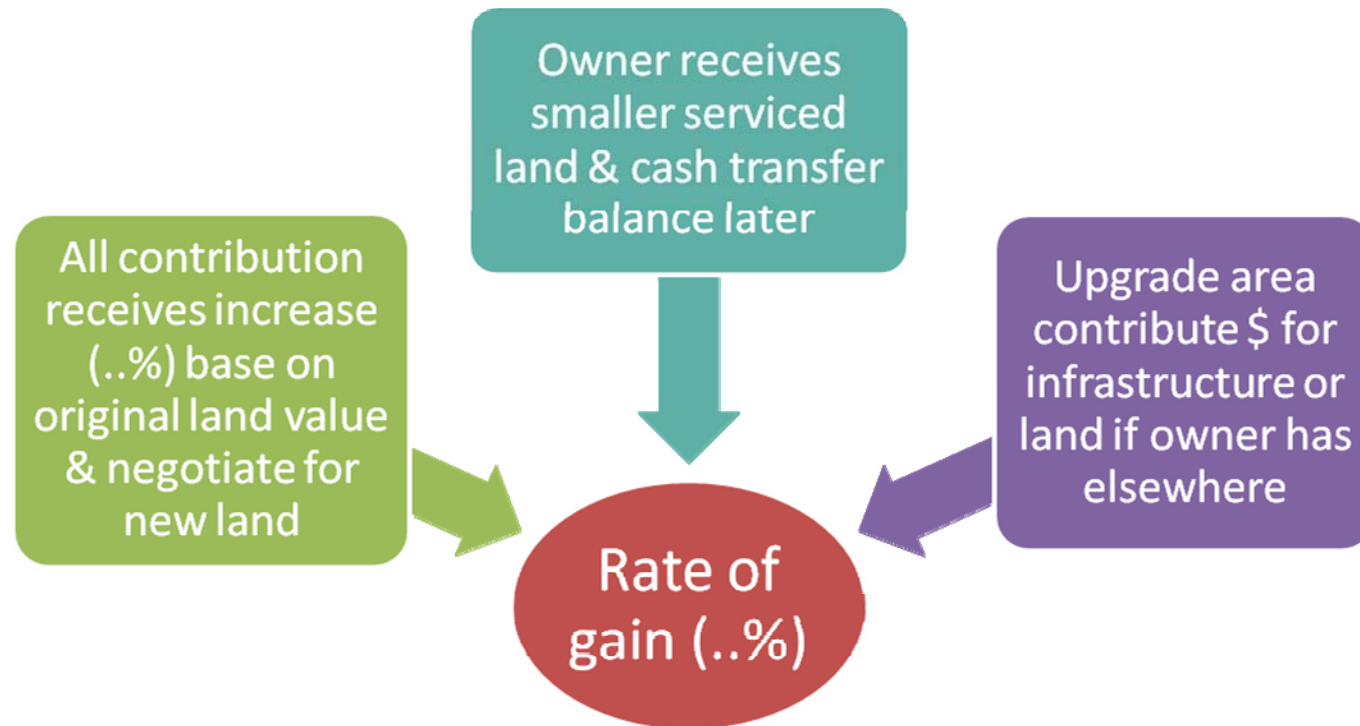 Owner receives
smaller serviced
land & cash transfer
balance later
All contribution
receives increase
(..%) base on
original land value
& negotiate for
new land
Upgrade area
contribute $ for
infrastructure or
land if owner has
elsewhere
Rate of
gain (..%)